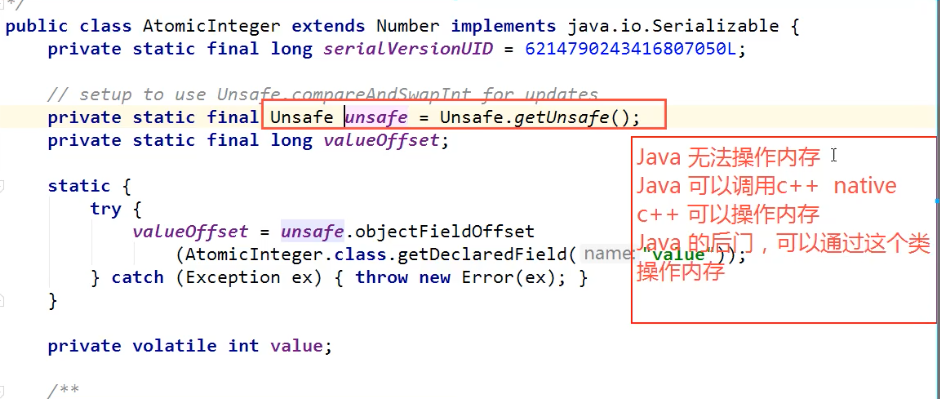 */
public class AtomicInteger extends Number implements java.io.Serializable {
private static final long serialVersionUID = 6214790243416807050L;
// setup to use Unsafe.compareAndSwapInt for updates
private static final Unsafe unsafe = Unsafe.getUnsafe();
private static final long valueOffset;
static {
try {
valueOffset = unsafe.objectFieldOffset
(AtomicInteger.class.getDeclaredField( name: "value"));
} catch (Exception ex) { throw new Error(ex); }
}
private volatile int value;
/**
Java 无法操作内存
Java 可以调用c++ native
c++ 可以操作内存
Java 的后门，可以通过这个类
操作内存